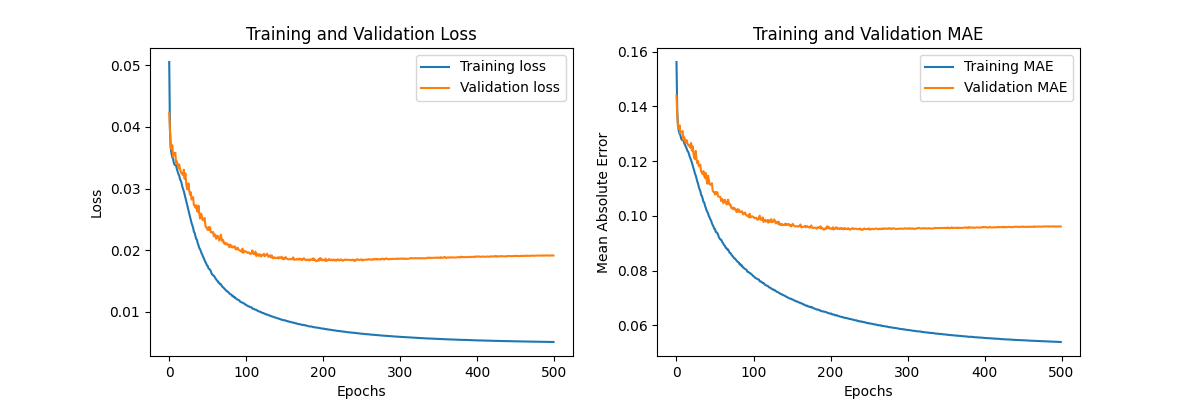 Training and Validation Loss
Training loss
Validation loss
0.05
0.04
0.03
0.02
0.01
Loss
0
100
200
300
400
500
Epochs
Training and Validation MAE
Training MAE
Validation MAE
0.16
0.14
0.12
0.10
0.08
0.06
Mean Absolute Error
0
100
200
300
400
500
Epochs